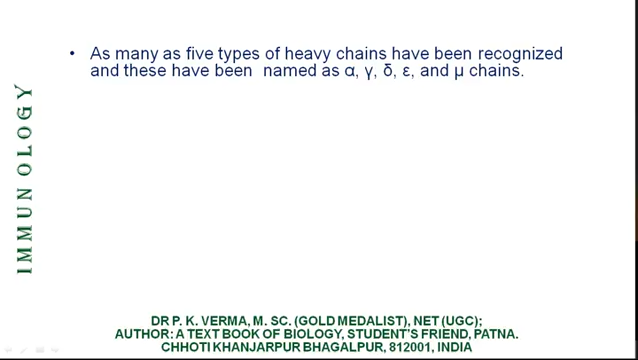 • As many as five types of heavy chains have been recognized
and these have been named as α, γ, δ, ε, and μ chains.
IMMUNOLOGY
DR P. K. VERMA, M. SC. (GOLD MEDALIST), NET (UGC);
AUTHOR: A TEXT BOOK OF BIOLOGY, STUDENT'S FRIEND, PATNA.
CHHOTI KHANJARPUR BHAGALPUR, 812001, INDIA